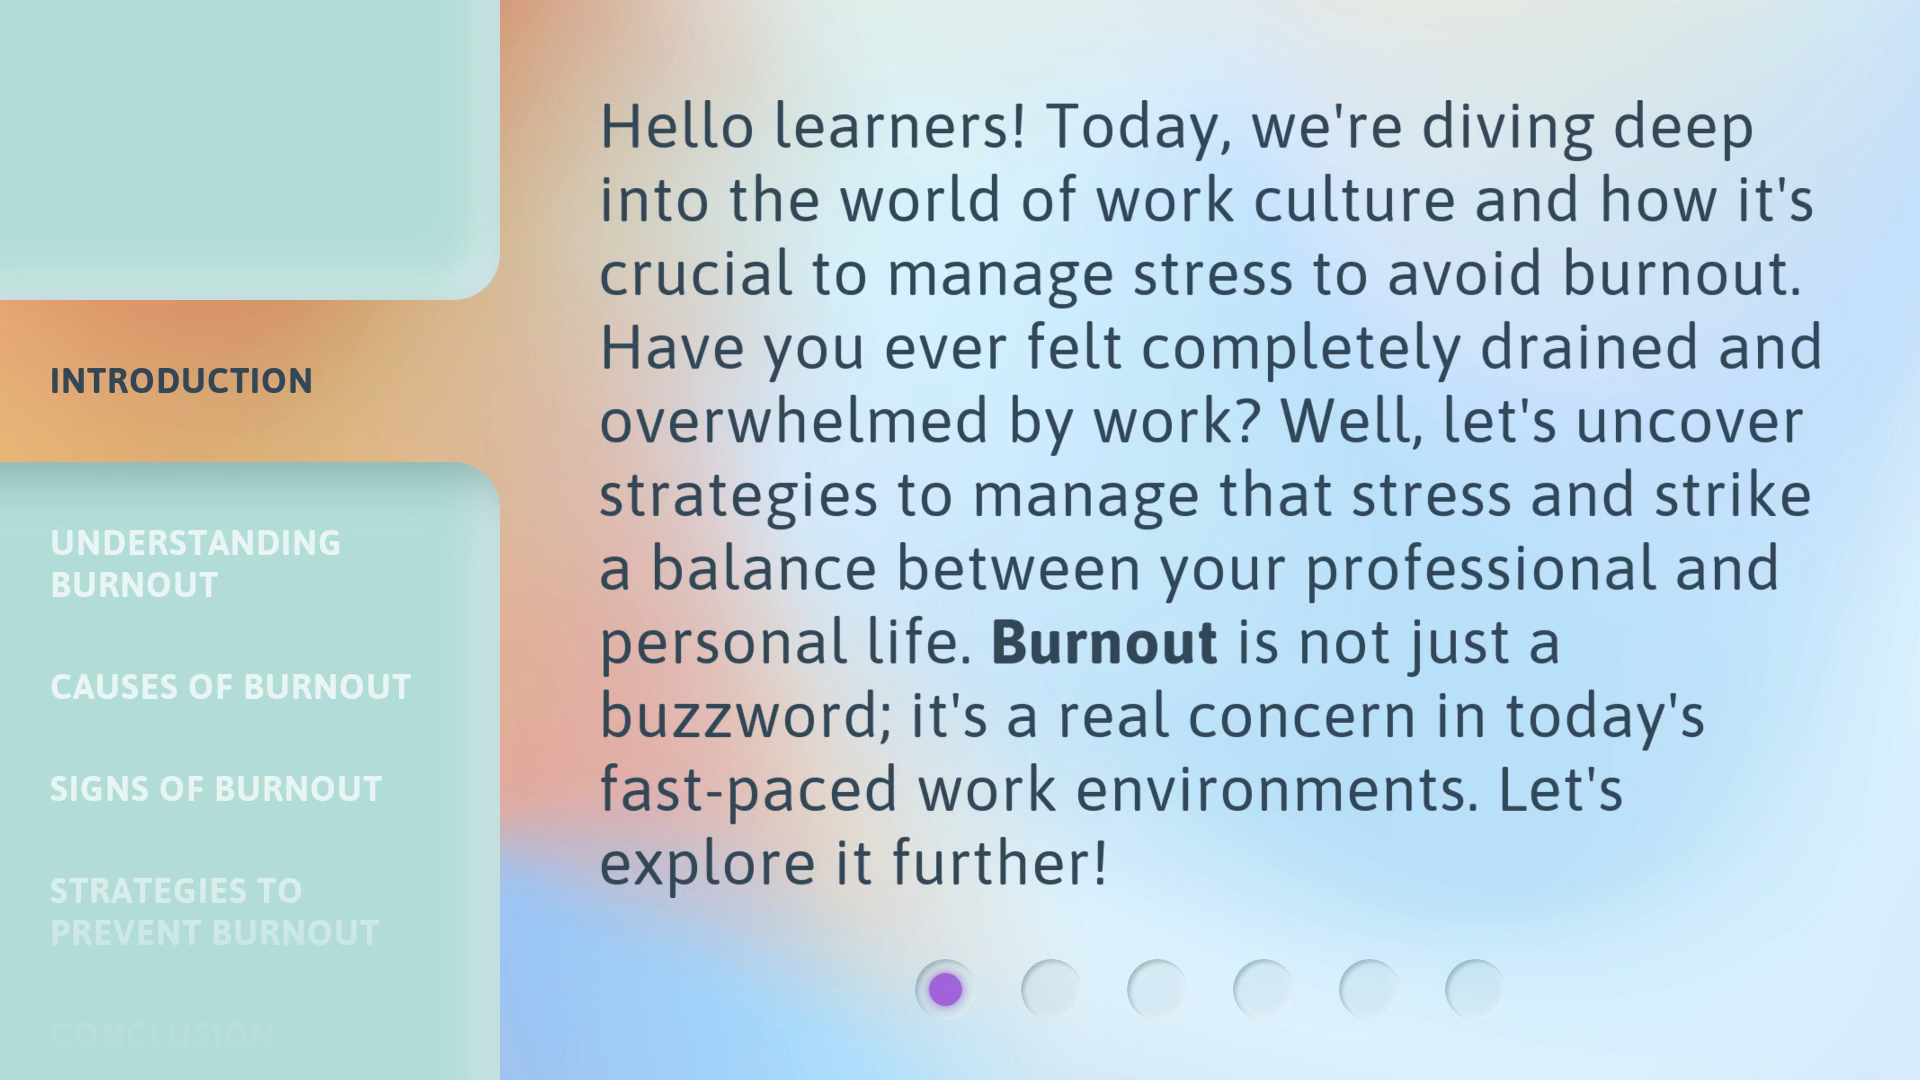 INTRODUCTION
UNDERSTANDING
BURNOUT
CAUSES OF BURNOUT
SIGNS OF BURNOUT
STRATEGIES TO
PREVENT BURNOUT
CONCLUSION
Hello learners! Today, we're diving deep
into the world of work culture and how it's
crucial to manage stress to avoid burnout.
Have you ever felt completely drained and
overwhelmed by work? Well, let's uncover
strategies to manage that stress and strike
a balance between your professional and
personal life. Burnout is not just a
buzzword; it's a real concern in today's
fast-paced work environments. Let's
explore it further!